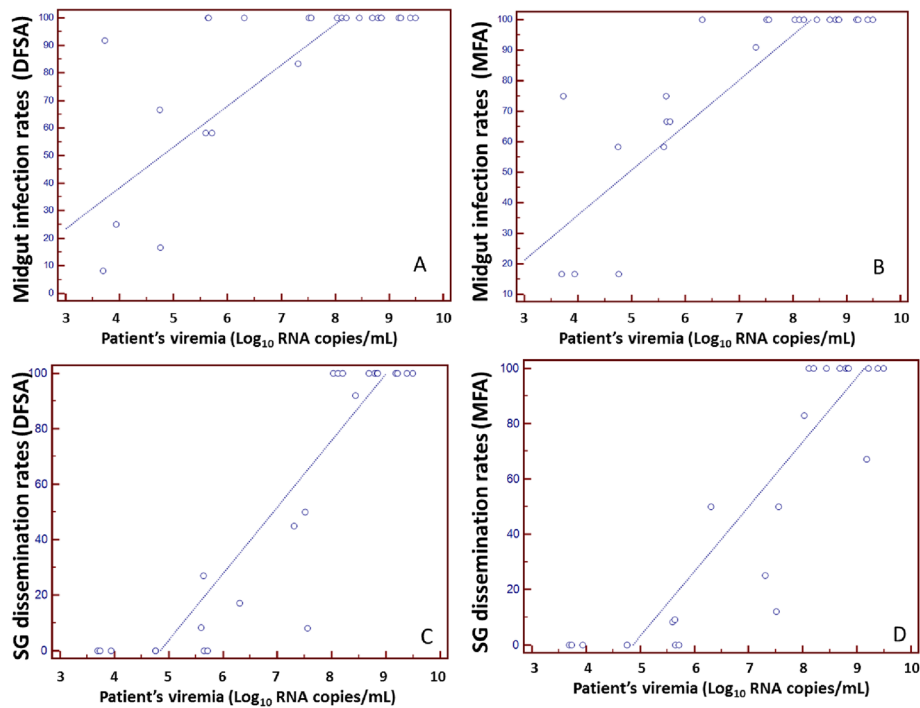 Midgut infection rates (DFSA)
100
90
80
70
60
50
40
30
20
10
0
A
3 4 5 6 7 8 9 10
Patient's viremia (Log10 RNA copies/mL)
Midgut infection rates (MFA)
100
90
80
70
60
50
40
30
20
10
B
3 4 5 6 7 8 9 10
Patient's viremia (Log10 RNA copies/mL)
SG dissemination rates (DFSA)
100
80
60
40
20
0
C
3 4 5 6 7 8 9 10
Patient's viremia (Log10 RNA copies/mL)
SG dissemination rates (MFA)
100
80
60
40
20
0
D
3 4 5 6 7 8 9 10
Patient's viremia (Log10 RNA copies/mL)